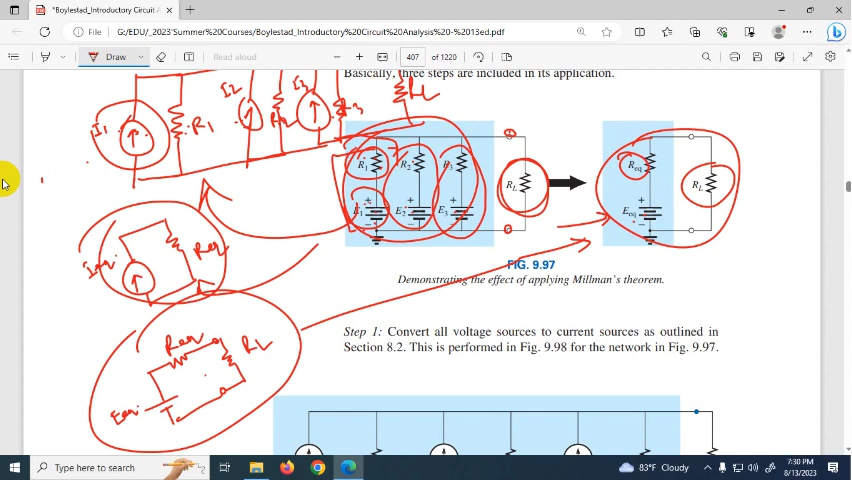 *Boylestad_Introductory Circuit A
File
G:/EDU/_2023'Summer%20Courses/Boylestad_Introductory%20Circuit%20Analysis%20-%2013ed.pdf
Draw
Read aloud
407 of 1220
Basically, three steps are included in its application.
I1
R1
I2
I3
RL
R1
R2
R3
RL
Req
RL
+
E1
–
+
E2
–
+
E3
–
+
Eeq
–
Req
FIG. 9.97
Demonstrating the effect of applying Millman's theorem.
Req
RL
Eeq
Step 1: Convert all voltage sources to current sources as outlined in
Section 8.2. This is performed in Fig. 9.98 for the network in Fig. 9.97.
Type here to search
83°F Cloudy
7:30 PM
8/13/2023